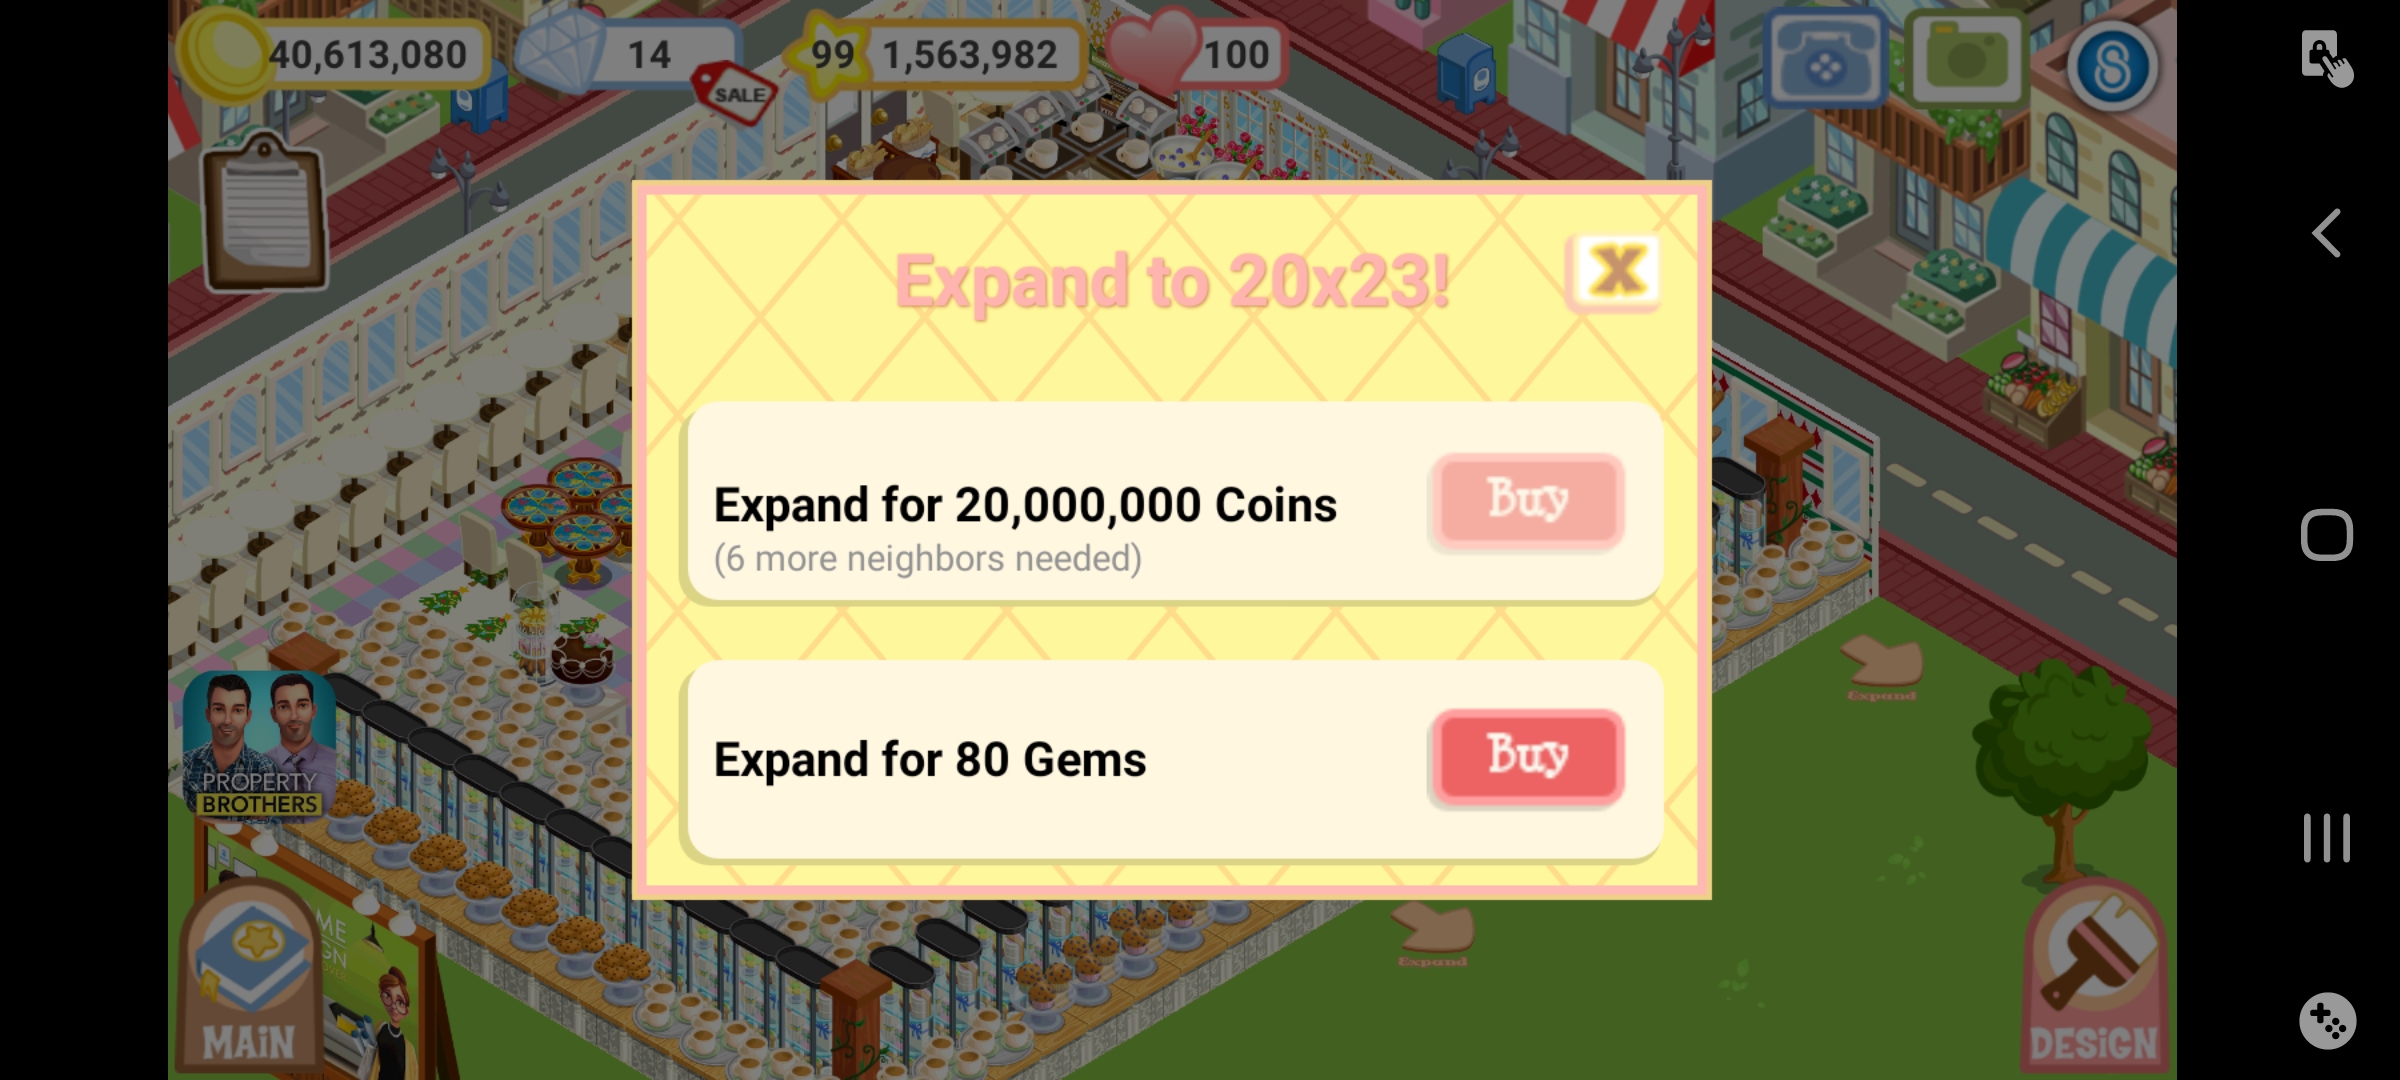 40,613,080
14
SALE
99
1,563,982
100
Expand to 20x23!
X
Expand for 20,000,000 Coins
Buy
(6 more neighbors needed)
Expand for 80 Gems
Buy
Expand
Expand
PROPERTY
BROTHERS
MAiN
DESiGN